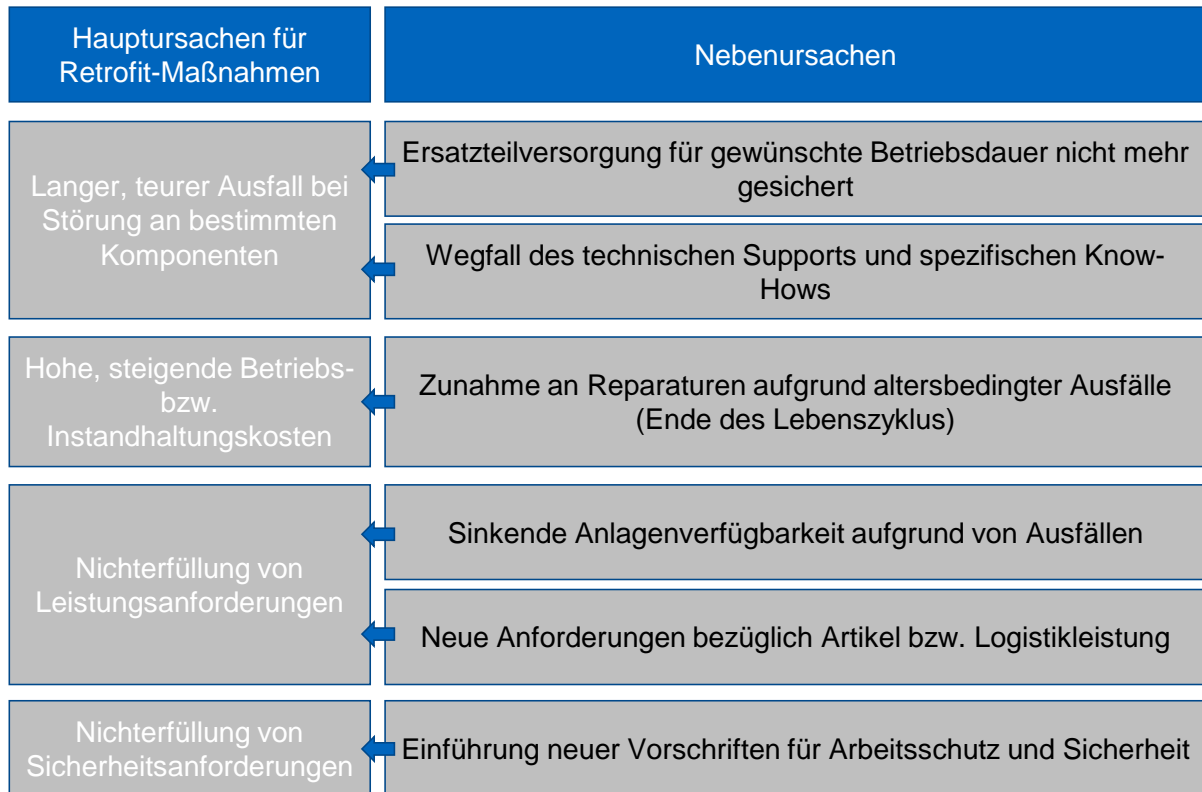 Hauptursachen für
Retrofit-Maßnahmen
Nebenursachen
Langer, teurer Ausfall bei
Störung an bestimmten
Komponenten
Ersatzteilversorgung für gewünschte Betriebsdauer nicht mehr
gesichert
Wegfall des technischen Supports und spezifischen Know-
Hows
Hohe, steigende Betriebs-
bzw.
Instandhaltungskosten
Zunahme an Reparaturen aufgrund altersbedingter Ausfälle
(Ende des Lebenszyklus)
Nichterfüllung von
Leistungsanforderungen
Sinkende Anlagenverfügbarkeit aufgrund von Ausfällen
Neue Anforderungen bezüglich Artikel bzw. Logistikleistung
Nichterfüllung von
Sicherheitsanforderungen
Einführung neuer Vorschriften für Arbeitsschutz und Sicherheit